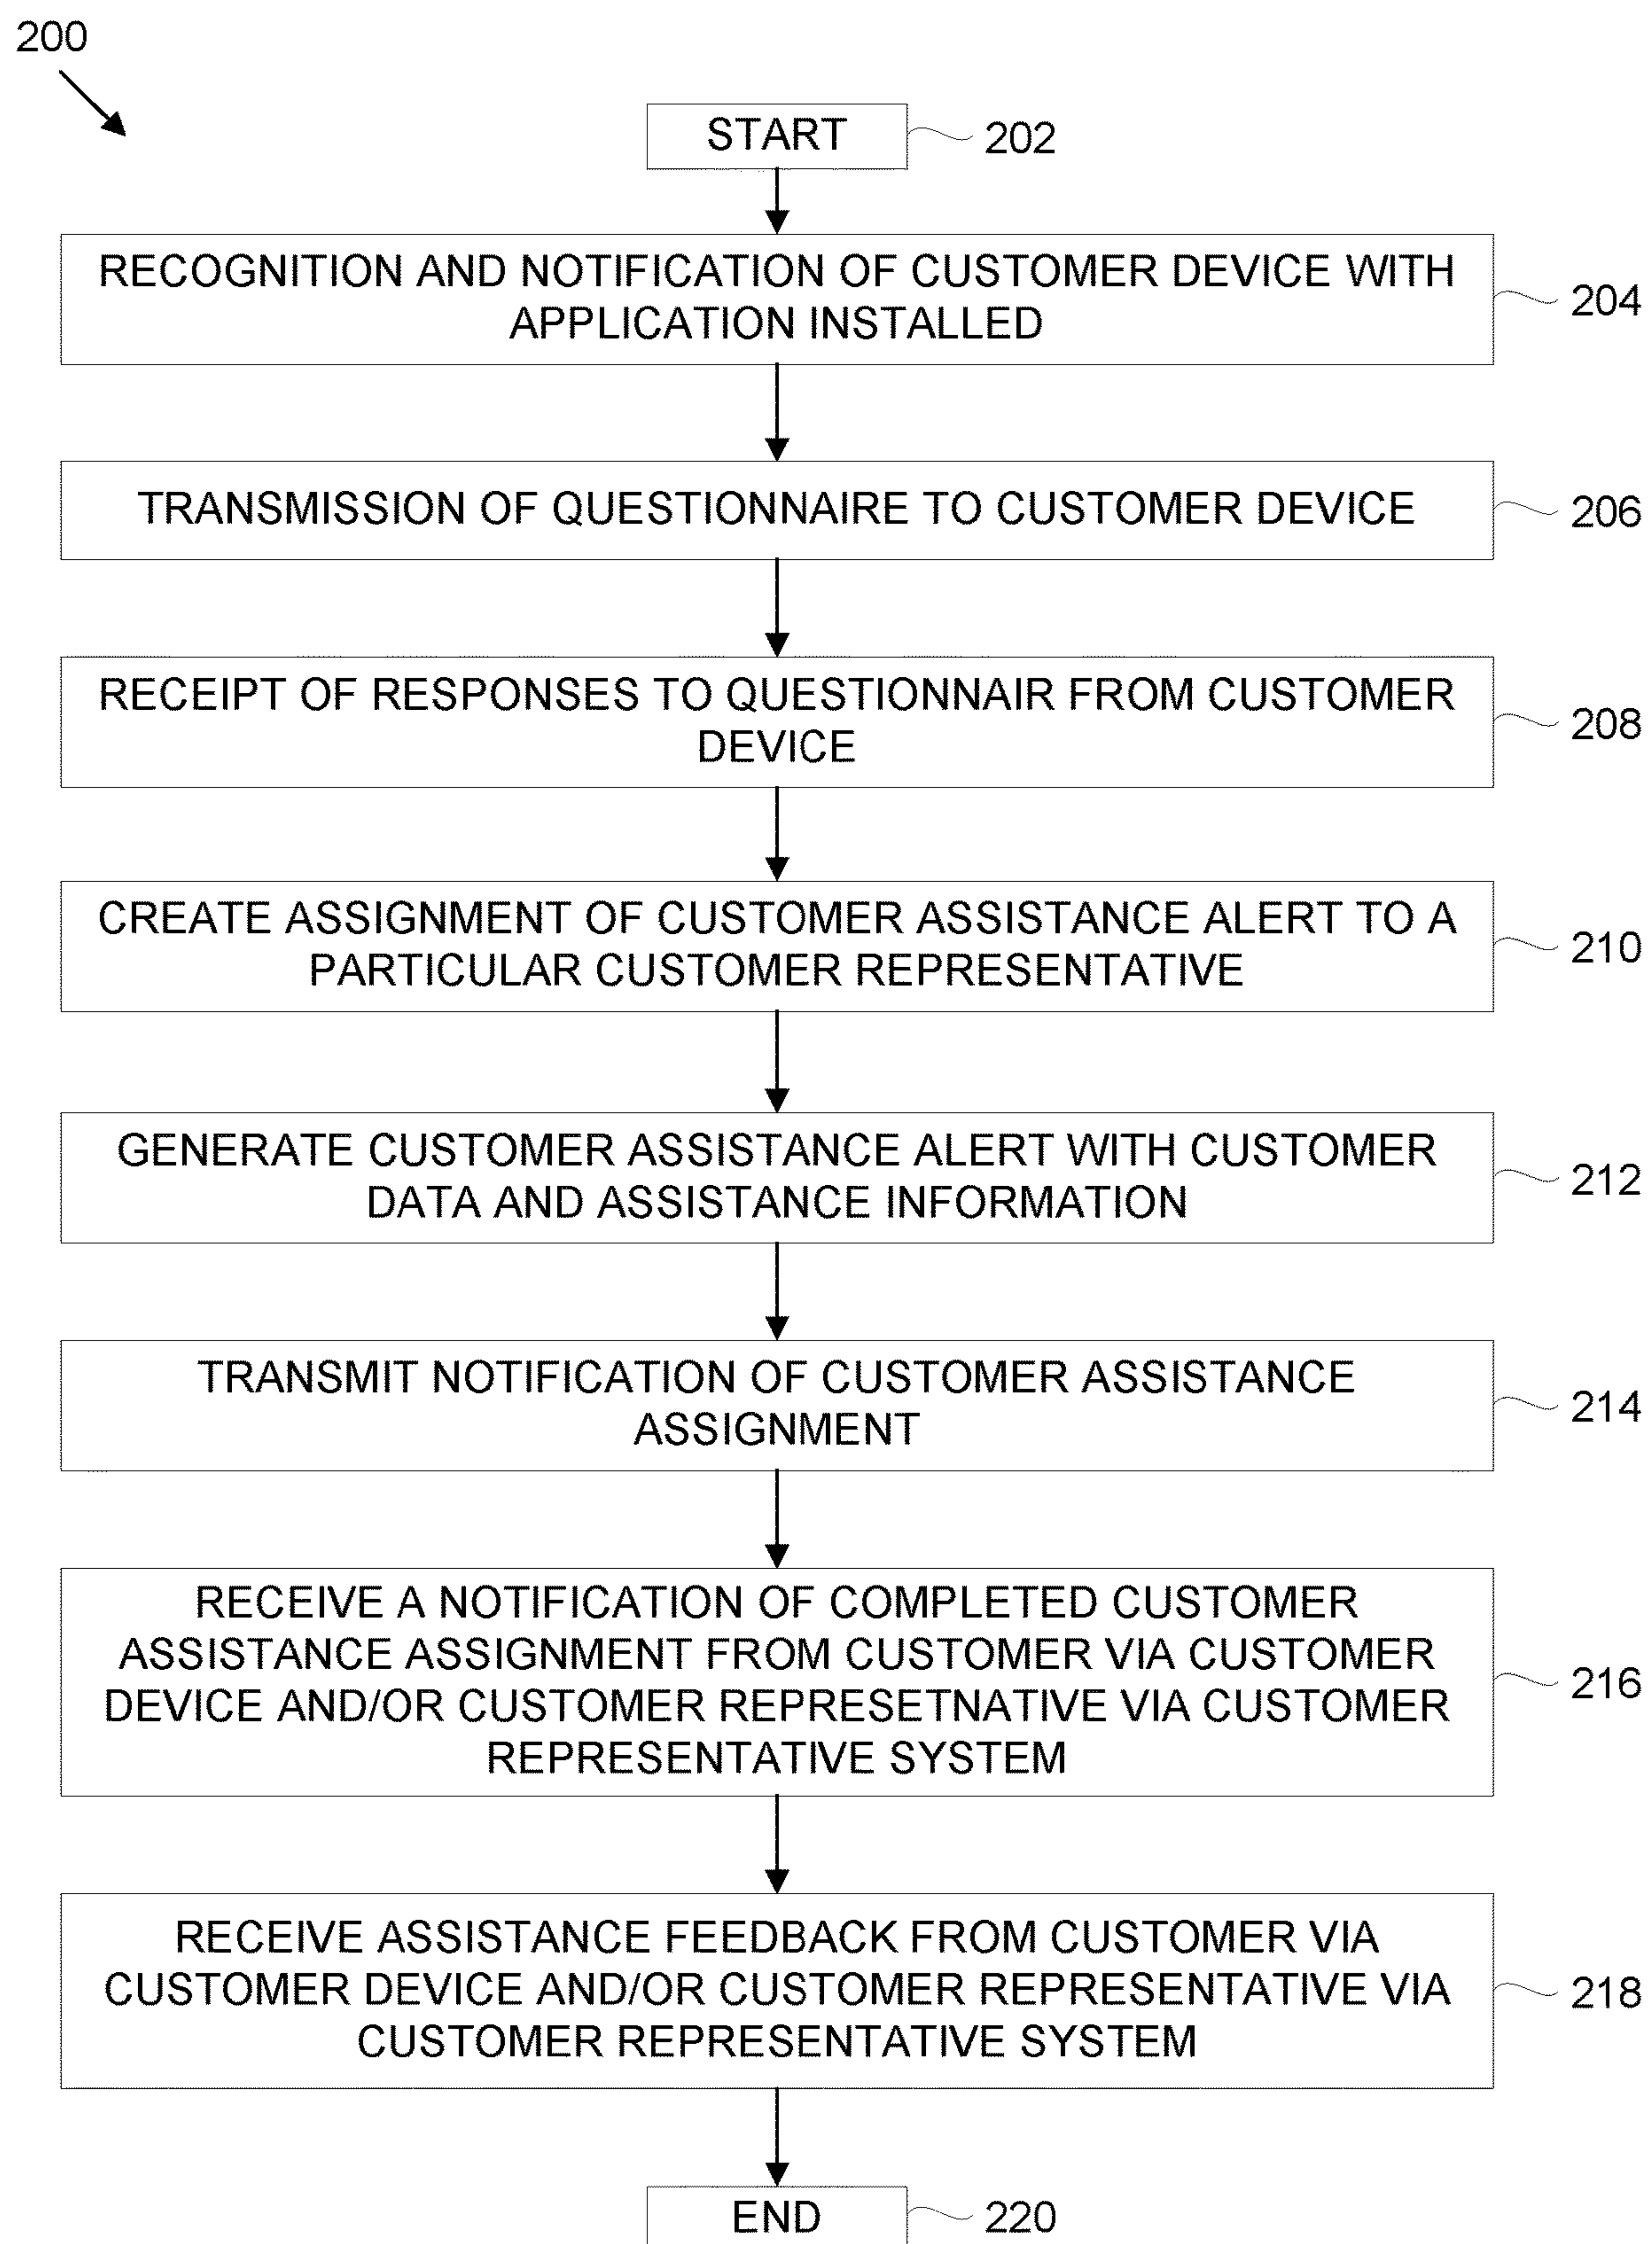 200
START
202
RECOGNITION AND NOTIFICATION OF CUSTOMER DEVICE WITH
APPLICATION INSTALLED
204
TRANSMISSION OF QUESTIONNAIRE TO CUSTOMER DEVICE
206
RECEIPT OF RESPONSES TO QUESTIONNAIR FROM CUSTOMER
DEVICE
208
CREATE ASSIGNMENT OF CUSTOMER ASSISTANCE ALERT TO A
PARTICULAR CUSTOMER REPRESENTATIVE
210
GENERATE CUSTOMER ASSISTANCE ALERT WITH CUSTOMER
DATA AND ASSISTANCE INFORMATION
212
TRANSMIT NOTIFICATION OF CUSTOMER ASSISTANCE
ASSIGNMENT
214
RECEIVE A NOTIFICATION OF COMPLETED CUSTOMER
ASSISTANCE ASSIGNMENT FROM CUSTOMER VIA CUSTOMER
DEVICE AND/OR CUSTOMER REPRESETNATIVE VIA CUSTOMER
REPRESENTATIVE SYSTEM
216
RECEIVE ASSISTANCE FEEDBACK FROM CUSTOMER VIA
CUSTOMER DEVICE AND/OR CUSTOMER REPRESENTATIVE VIA
CUSTOMER REPRESENTATIVE SYSTEM
218
END
220